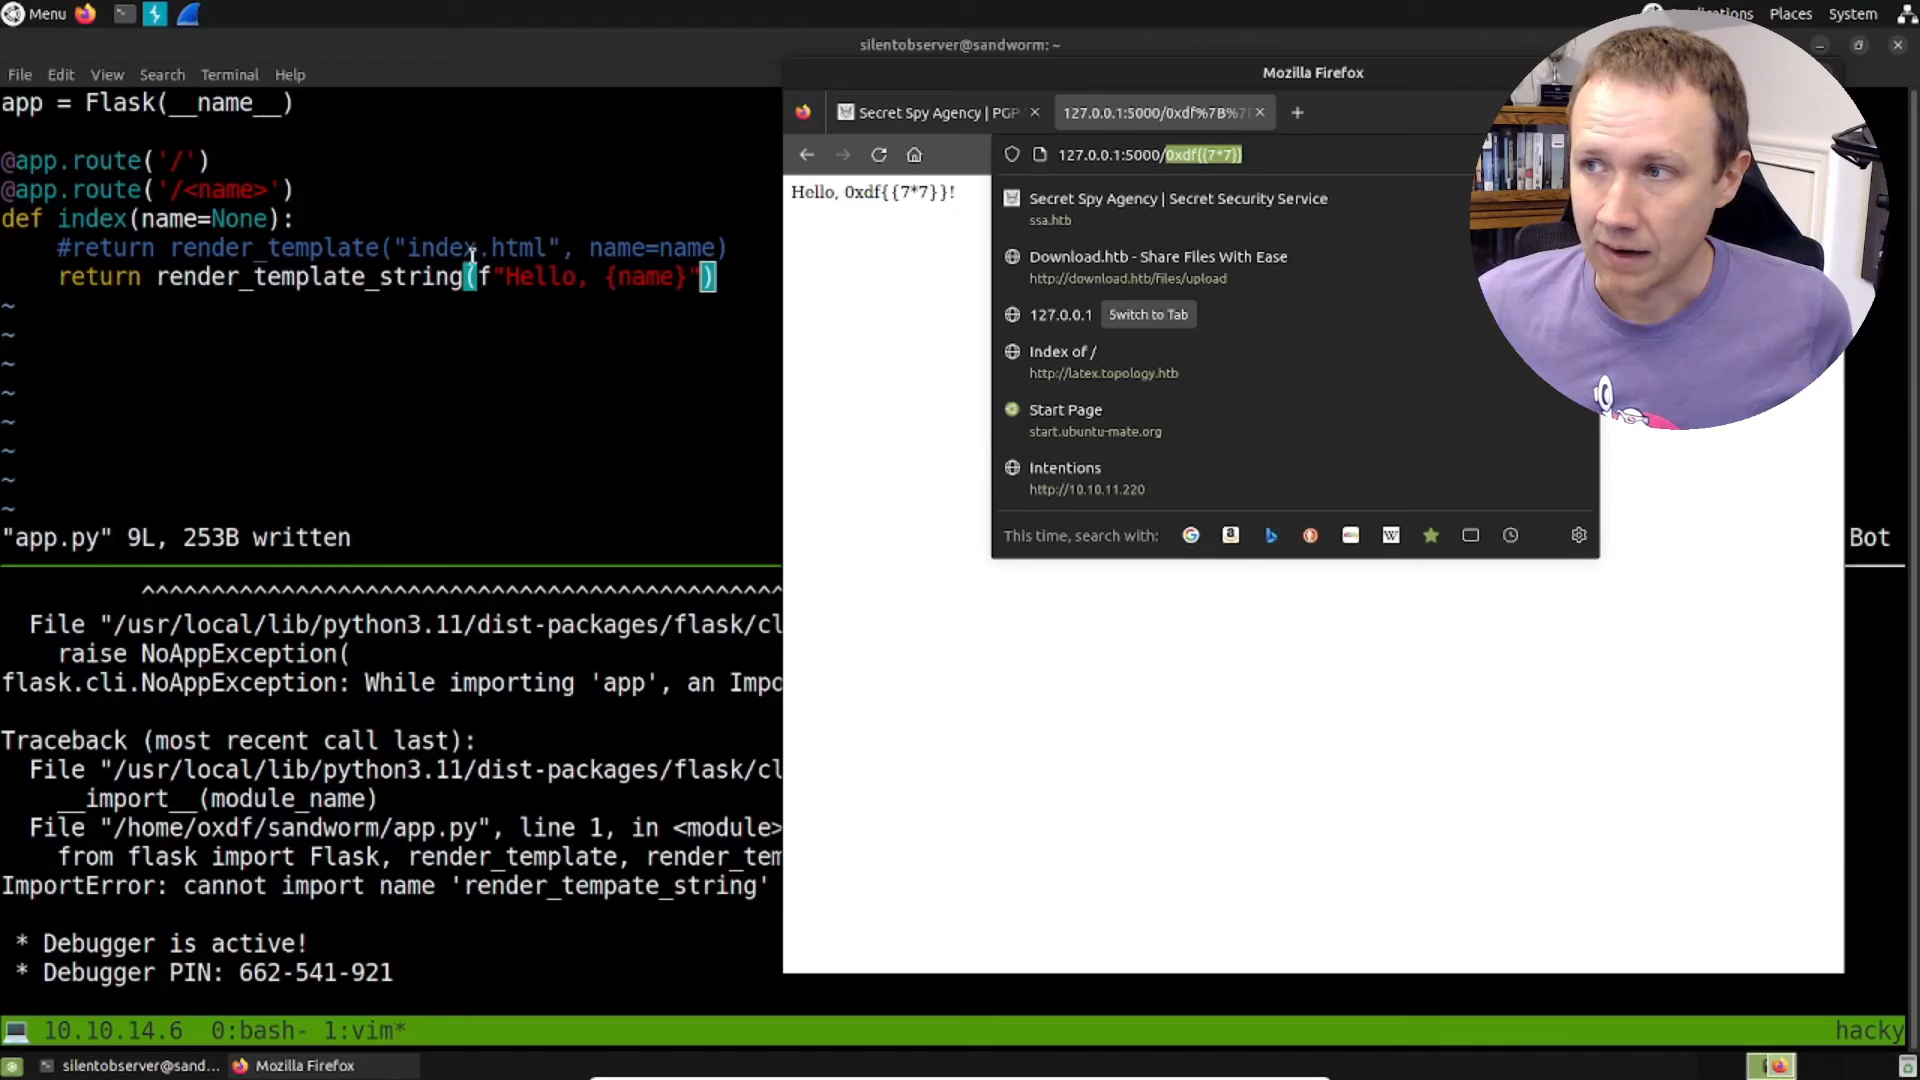 Menu
Places
System
silentobserver@sandworm: ~
File Edit View Search Terminal Help
app = Flask(__name__)
@app.route('/')
@app.route('/<name>')
def index(name=None):
#return render_template("index.html", name=name)
return render_template_string(f"Hello, {name}")
~
~
~
~
~
~
~
~
"app.py" 9L, 253B written
Bot
^^^^^^^^^^^^^^^^^^^^^^^^^^^^^^^^^^^^^^^^^^^^^^
File "/usr/local/lib/python3.11/dist-packages/flask/cl
raise NoAppException(
flask.cli.NoAppException: While importing 'app', an Impo
Traceback (most recent call last):
File "/usr/local/lib/python3.11/dist-packages/flask/cl
__import__(module_name)
File "/home/oxdf/sandworm/app.py", line 1, in <module>
from flask import Flask, render_template, render_tem
ImportError: cannot import name 'render_tempate_string'
* Debugger is active!
* Debugger PIN: 662-541-921
10.10.14.6 0:bash- 1:vim*
hacky
silentobserver@sand...
Mozilla Firefox
Mozilla Firefox
Secret Spy Agency | PGP
127.0.0.1:5000/0xdf%7B%7
127.0.0.1:5000/0xdf{{7*7}}
Hello, 0xdf{{7*7}}!
Secret Spy Agency | Secret Security Service
ssa.htb
Download.htb - Share Files With Ease
http://download.htb/files/upload
127.0.0.1 Switch to Tab
Index of /
http://latex.topology.htb
Start Page
start.ubuntu-mate.org
Intentions
http://10.10.11.220
This time, search with: